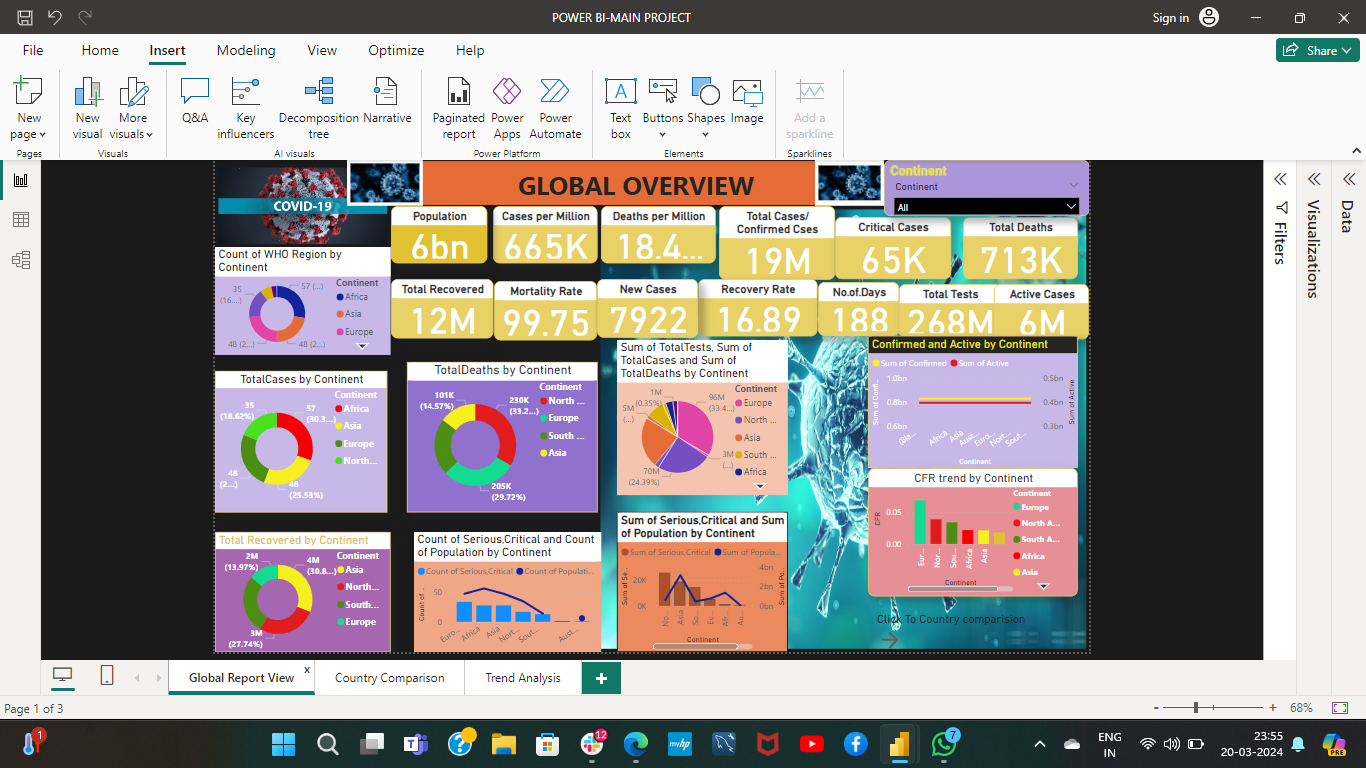 POWER BI-MAIN PROJECT
Sign in
File Home Insert Modeling View Optimize Help
Share
New page
New visual
More visuals
Q&A
Key influencers
Decomposition tree
Narrative
Paginated report
Power Apps
Power Automate
Text box
Buttons
Shapes
Image
Add a sparkline
Pages
Visuals
AI visuals
Power Platform
Elements
Sparklines
COVID-19
GLOBAL OVERVIEW
Continent
Continent
All
Population
6bn
Cases per Million
665K
Deaths per Million
18.4...
Total Cases/
Confirmed Cses
19M
Critical Cases
65K
Total Deaths
713K
Total Recovered
12M
Mortality Rate
99.75
New Cases
7922
Recovery Rate
16.89
No.of.Days
188
Total Tests
268M
Active Cases
6M
Count of WHO Region by
Continent
35
(16....)
57 (...)
48 (2...)
48 (2...)
Continent
Africa
Asia
Europe
TotalCases by Continent
35
(18.62%)
57
(30.3...)
48
(2...)
48
(25.53%)
Continent
Africa
Asia
Europe
North...
TotalDeaths by Continent
101K
(14.57%)
230K
(33.2...)
205K
(29.72%)
Continent
North ...
Europe
South ...
Asia
Sum of TotalTests, Sum of
TotalCases and Sum of
TotalDeaths by Continent
1M
(0.35%)
5M
(...)
96M
(33.4...)
3M
(...)
70M
(24.39%)
Continent
Europe
North ...
Asia
South ...
Africa
Confirmed and Active by Continent
Sum of Confirmed
Sum of Active
1.0bn
0.8bn
0.6bn
0.5bn
0.4bn
0.3bn
Sum of Confi...
Sum of Active
(Bla...
Africa
Asia
Aust...
Euro...
Nort...
Sout...
Continent
CFR trend by Continent
CFR
0.05
0.00
Eur...
Nor...
Sou...
Africa
Asia
Continent
Continent
Europe
North A...
South A...
Africa
Asia
Total Recovered by Continent
2M
(13.97%)
4M
(30.8...)
3M
(27.74%)
Continent
Asia
North...
South...
Europe
Count of Serious,Critical and Count
of Population by Continent
Count of Serious,Critical
Count of Populati...
Count of ...
50
0
Euro...
Africa
Asia
Nort...
Sout...
Aust...
Sum of Serious,Critical and Sum
of Population by Continent
Sum of Serious,Critical
Sum of Popula...
Sum of Se...
20K
0K
4bn
2bn
0bn
Sum of Po...
No...
Asia
So...
Eu...
Afr...
Au...
Continent
Click To Country comparision
Filters
Visualizations
Data
Global Report View
x
Country Comparison
Trend Analysis
+
Page 1 of 3
- + 68%
1
12
myhp
7
ENG
IN
23:55
20-03-2024
PRE